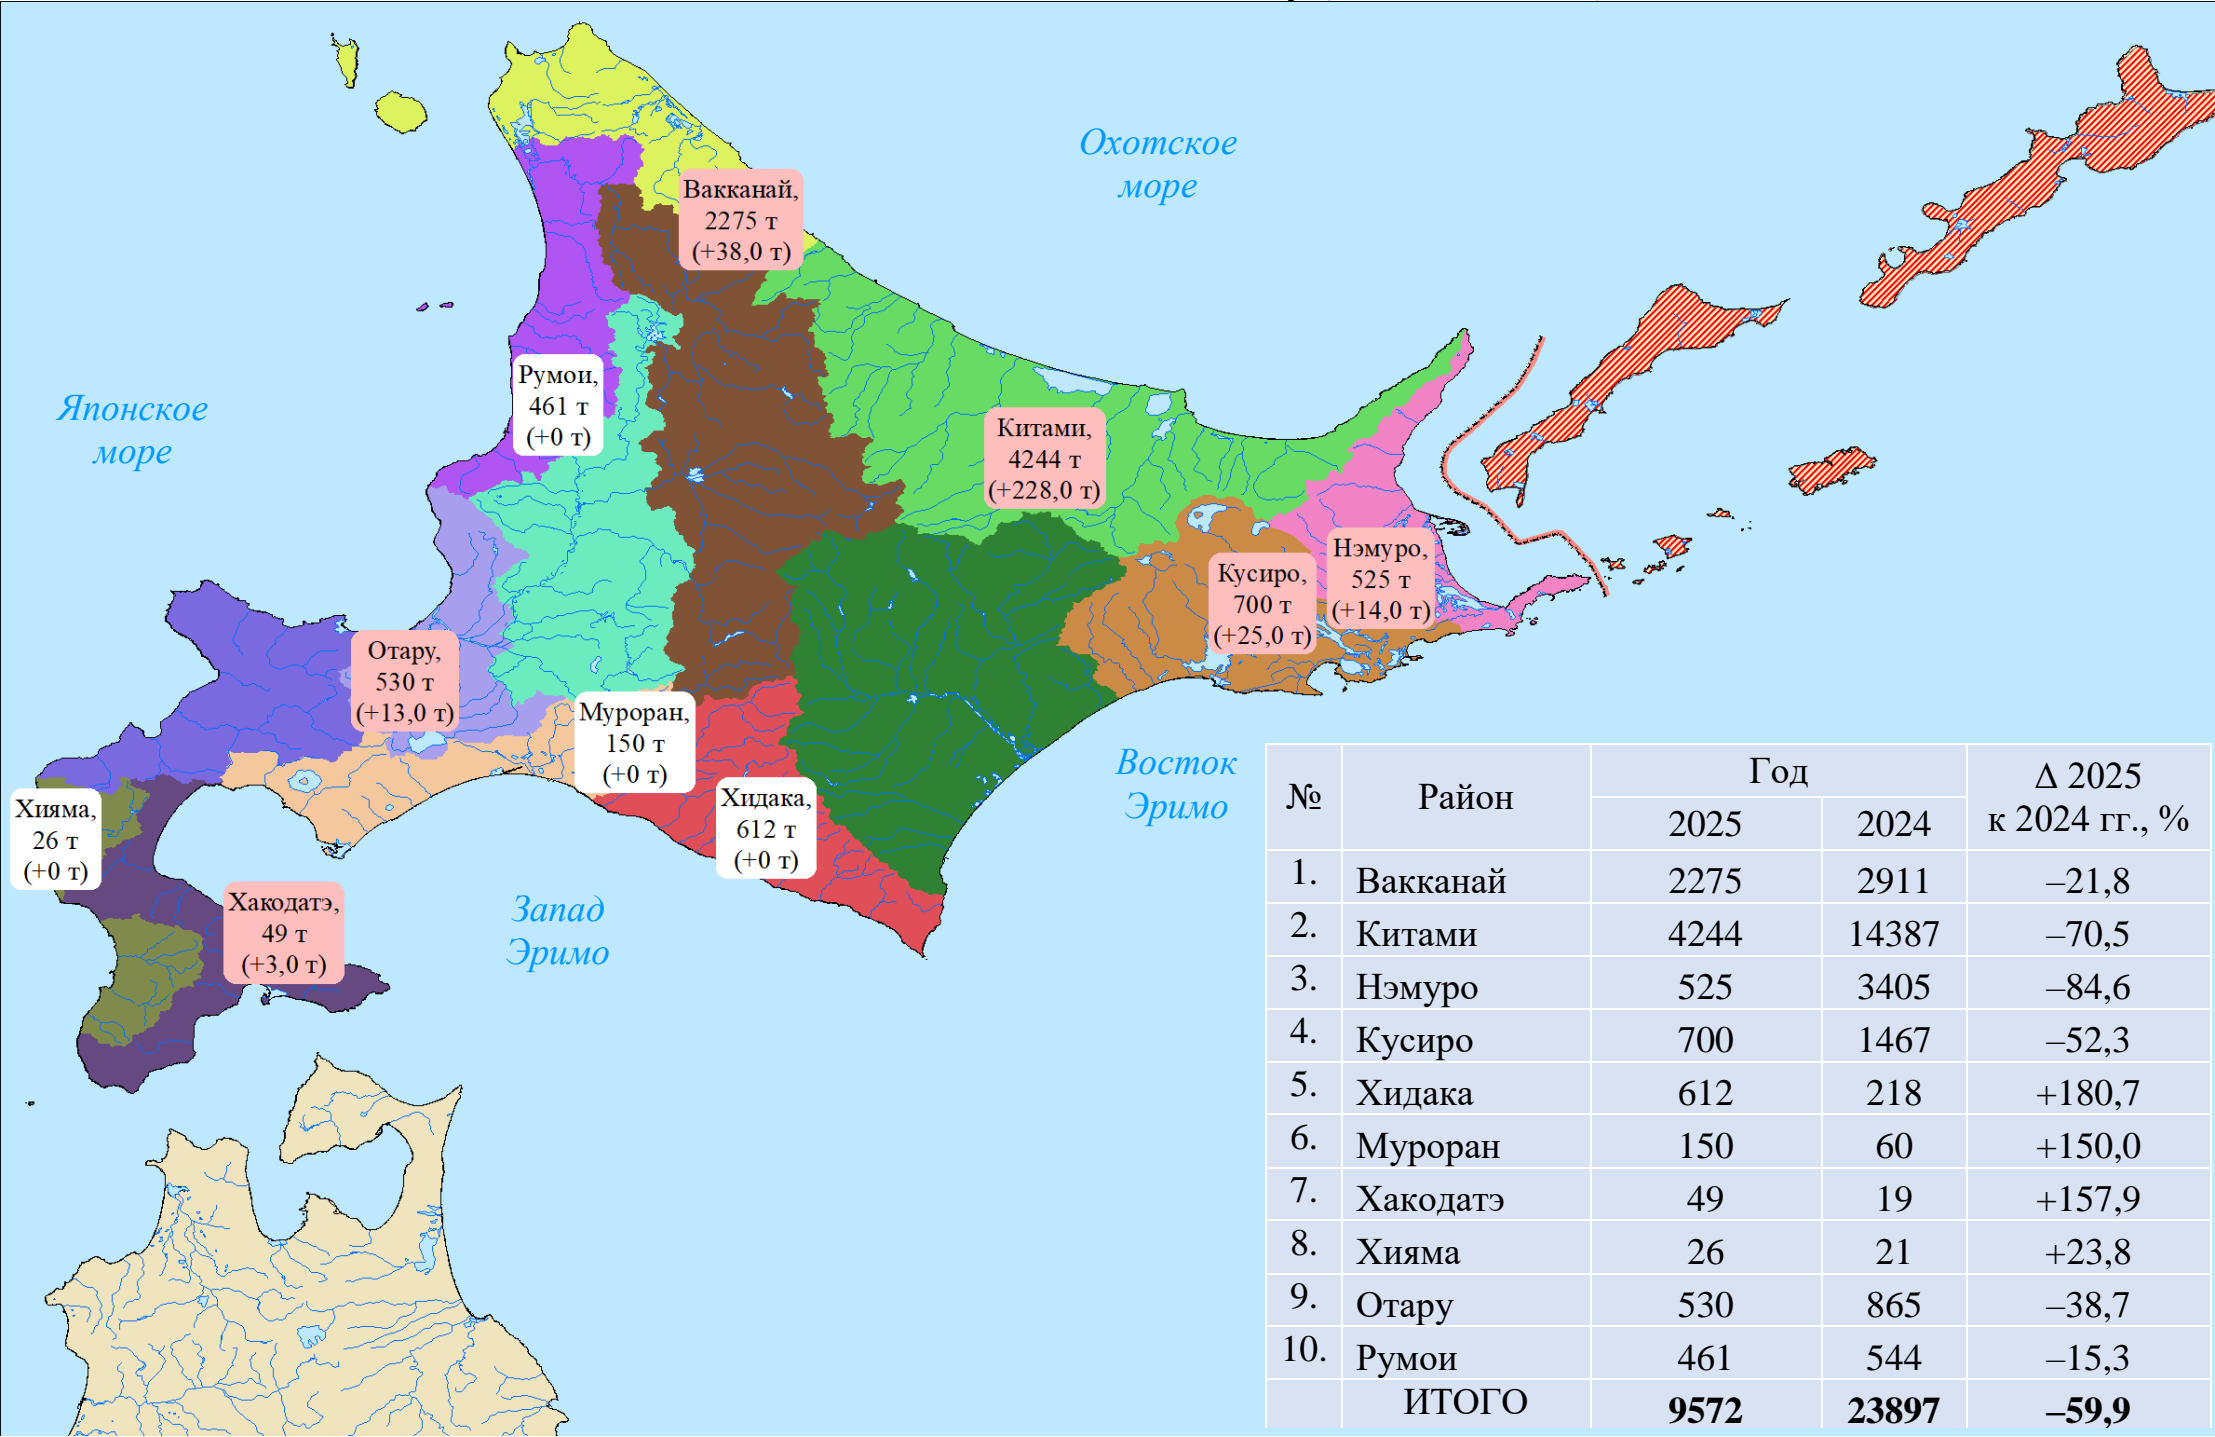 Охотское
море
Вакканай,
2275 т
(+38,0 т)
Японское
море
Румои,
461 т
(+0 т)
Китами,
4244 т
(+228,0 т)
Нэмуро,
525 т
(+14,0 т)
Кусиро,
700 т
(+25,0 т)
Отару,
530 т
(+13,0 т)
Муроран,
150 т
(+0 т)
Хидака,
612 т
(+0 т)
Хияма,
26 т
(+0 т)
Хакодатэ,
49 т
(+3,0 т)
Запад
Эримо
Восток
Эримо
№ Район Год Δ 2025
к 2024 гг., %
2025 2024
1. Вакканай 2275 2911 –21,8
2. Китами 4244 14387 –70,5
3. Нэмуро 525 3405 –84,6
4. Кусиро 700 1467 –52,3
5. Хидака 612 218 +180,7
6. Муроран 150 60 +150,0
7. Хакодатэ 49 19 +157,9
8. Хияма 26 21 +23,8
9. Отару 530 865 –38,7
10. Румои 461 544 –15,3
ИТОГО 9572 23897 –59,9